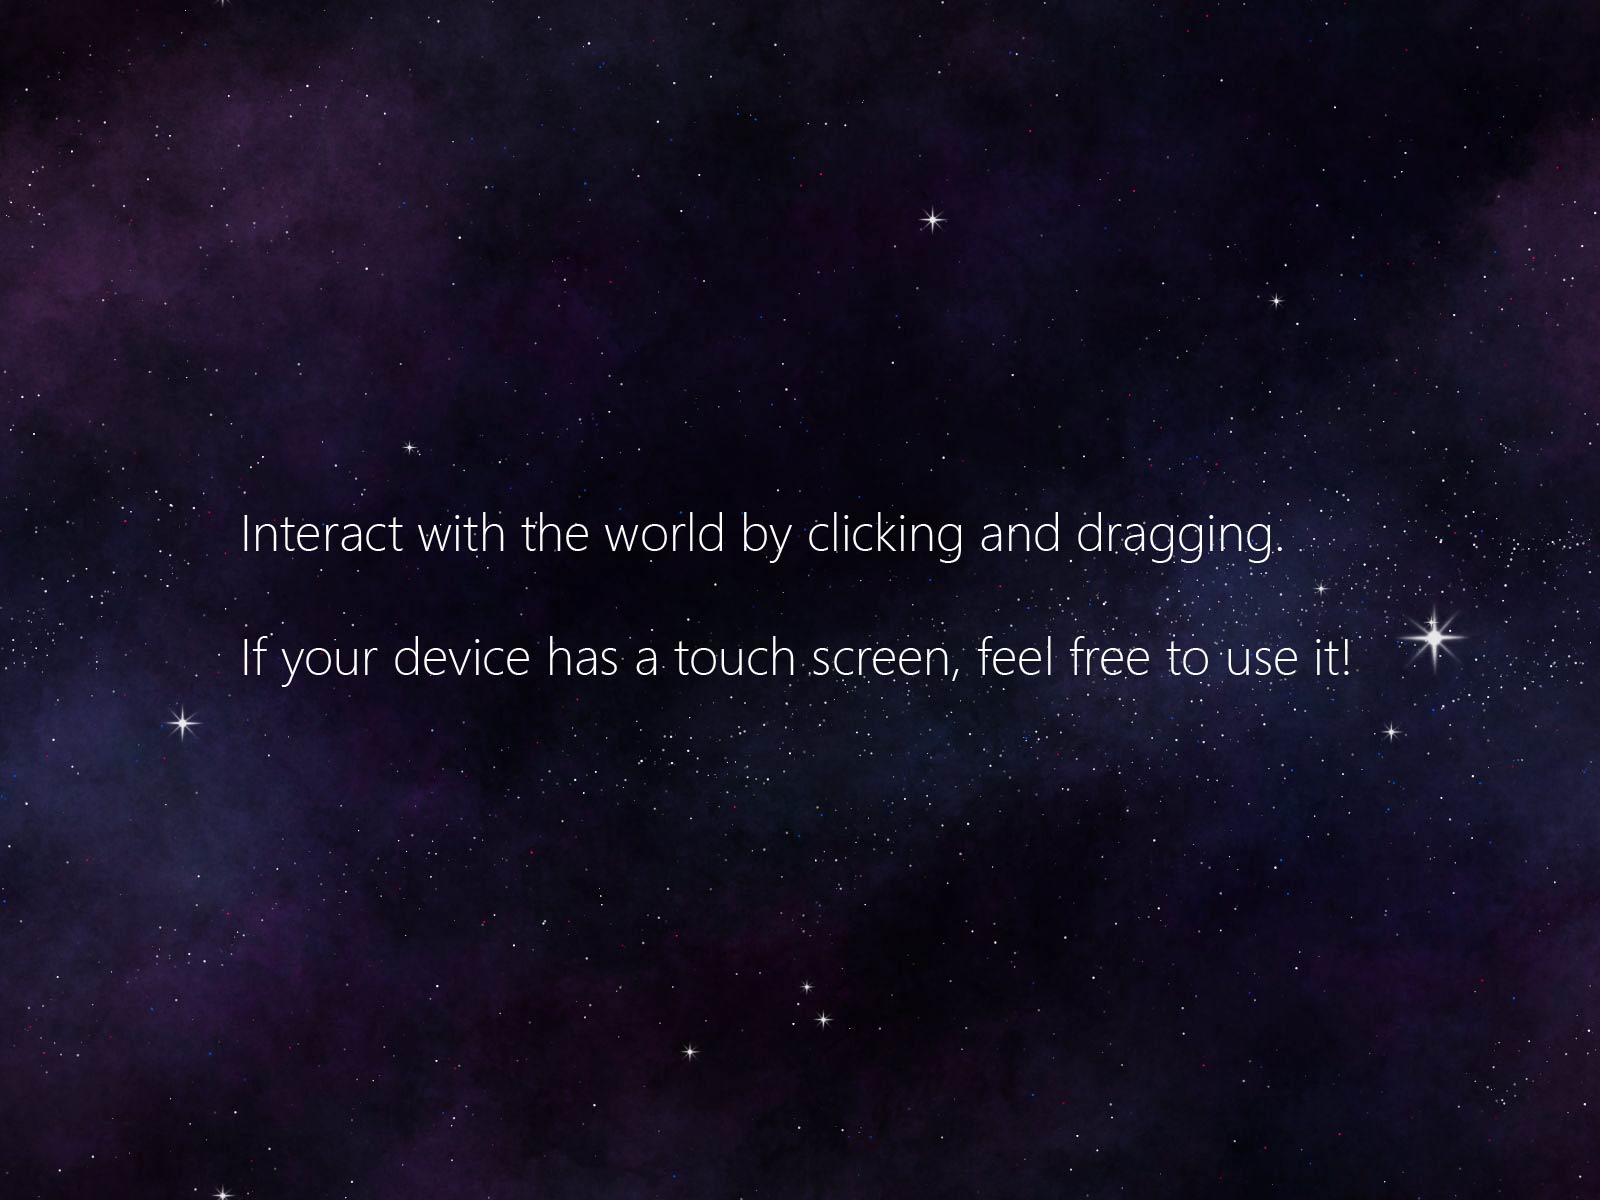 Interact with the world by clicking and dragging.
If your device has a touch screen, feel free to use it!